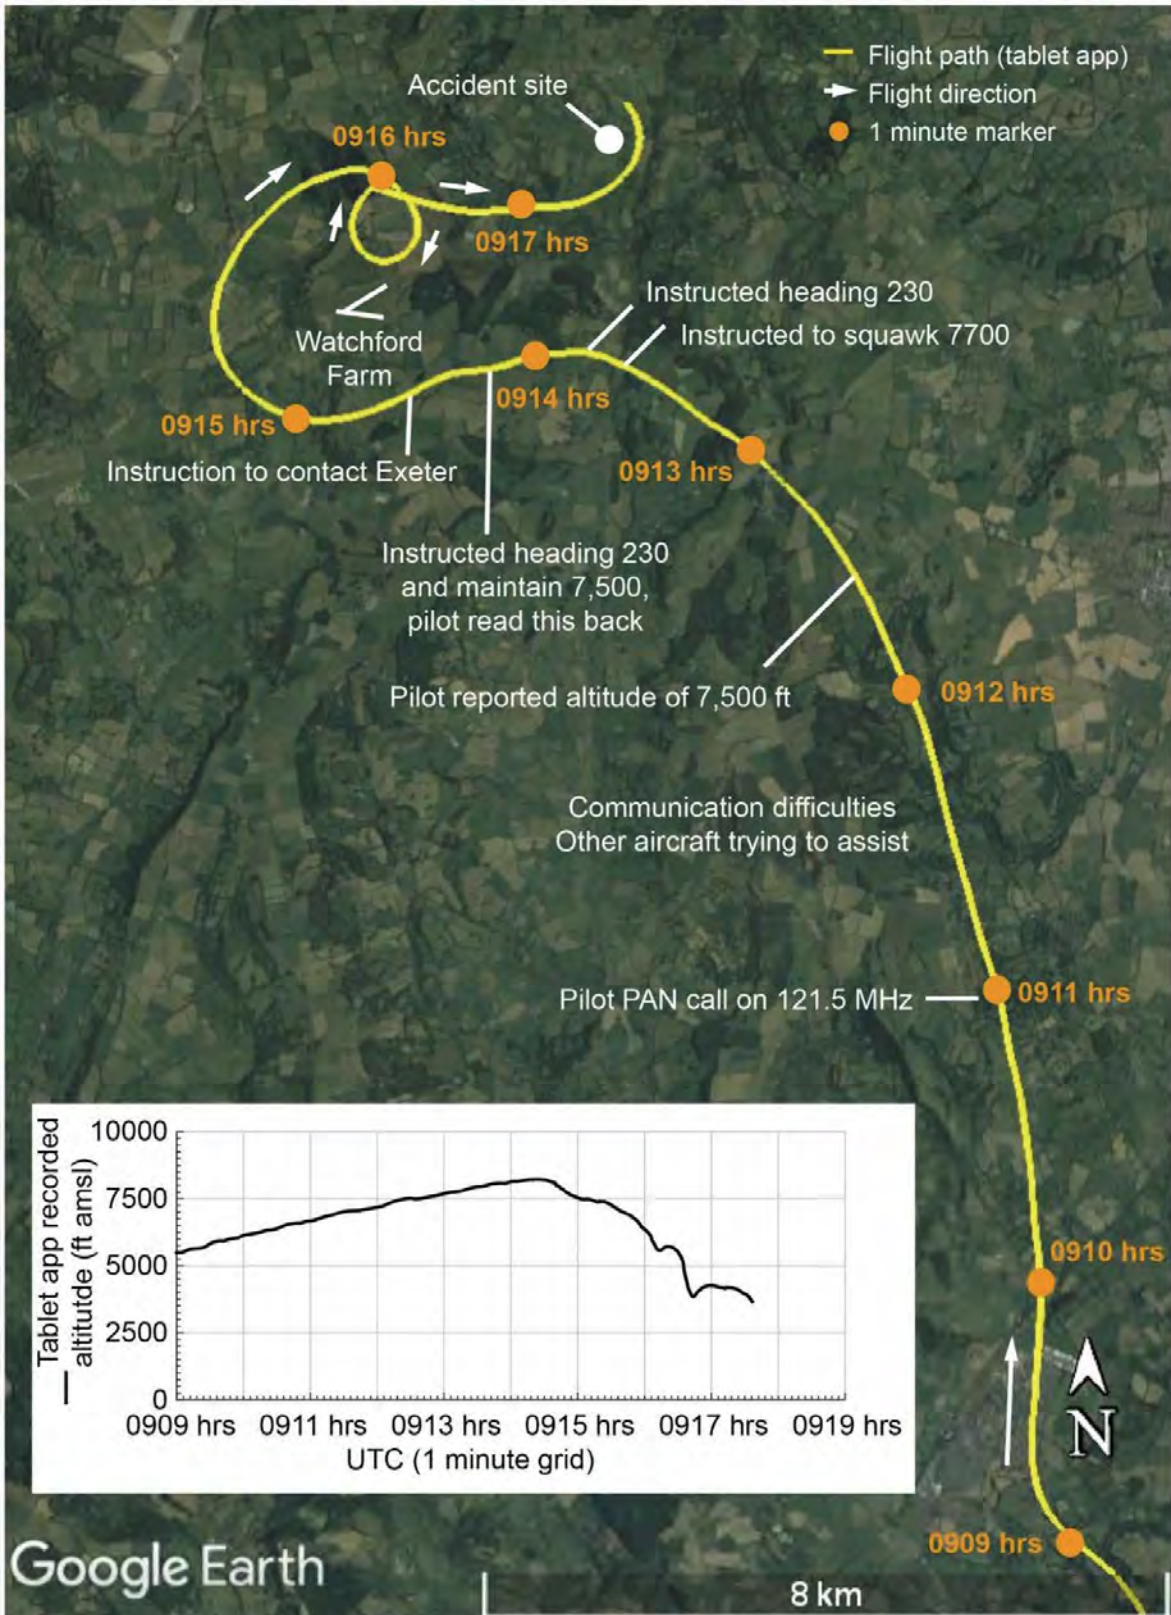 Flight path (tablet app)
Flight direction
1 minute marker
Accident site
0916 hrs
0917 hrs
Instructed heading 230
Instructed to squawk 7700
Watchford
Farm
0914 hrs
0915 hrs
0913 hrs
Instruction to contact Exeter
Instructed heading 230
and maintain 7,500,
pilot read this back
Pilot reported altitude of 7,500 ft
0912 hrs
Communication difficulties
Other aircraft trying to assist
Pilot PAN call on 121.5 MHz
0911 hrs
0910 hrs
N
0909 hrs
Tablet app recorded
altitutde (ft amsl)
10000
7500
5000
2500
0
0909 hrs 0911 hrs 0913 hrs 0915 hrs 0917 hrs 0919 hrs
UTC (1 minute grid)
Google Earth
8 km